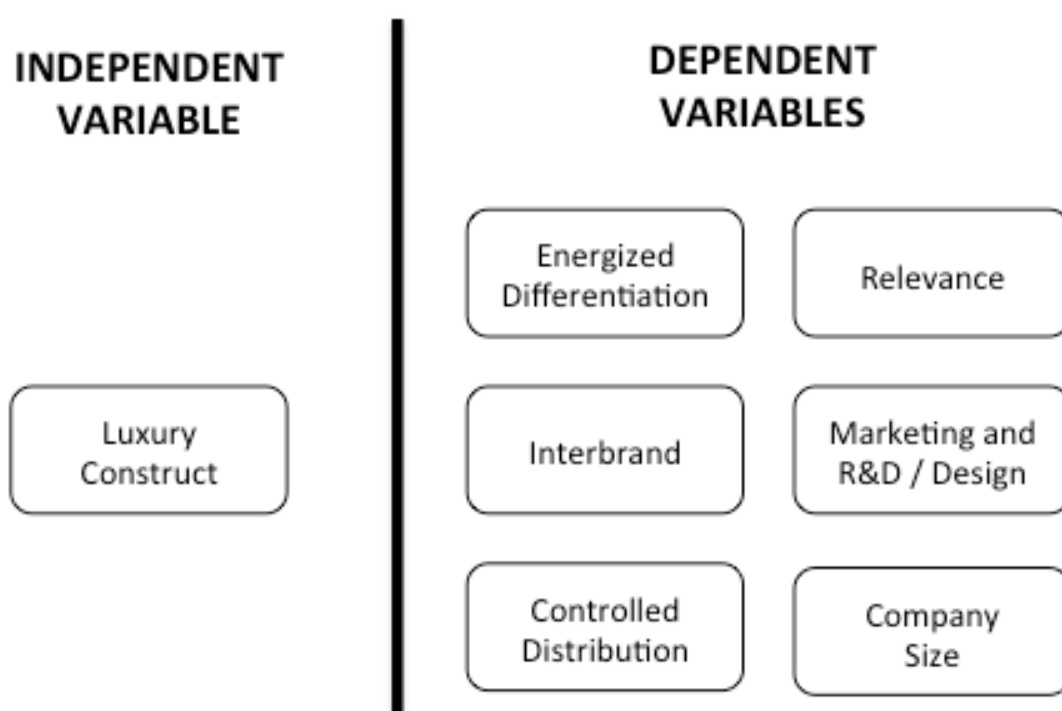 INDEPENDENT
VARIABLE
DEPENDENT
VARIABLES
Energized
Differentiation
Relevance
Luxury
Construct
Interbrand
Marketing and
R&D / Design
Controlled
Distribution
Company
Size